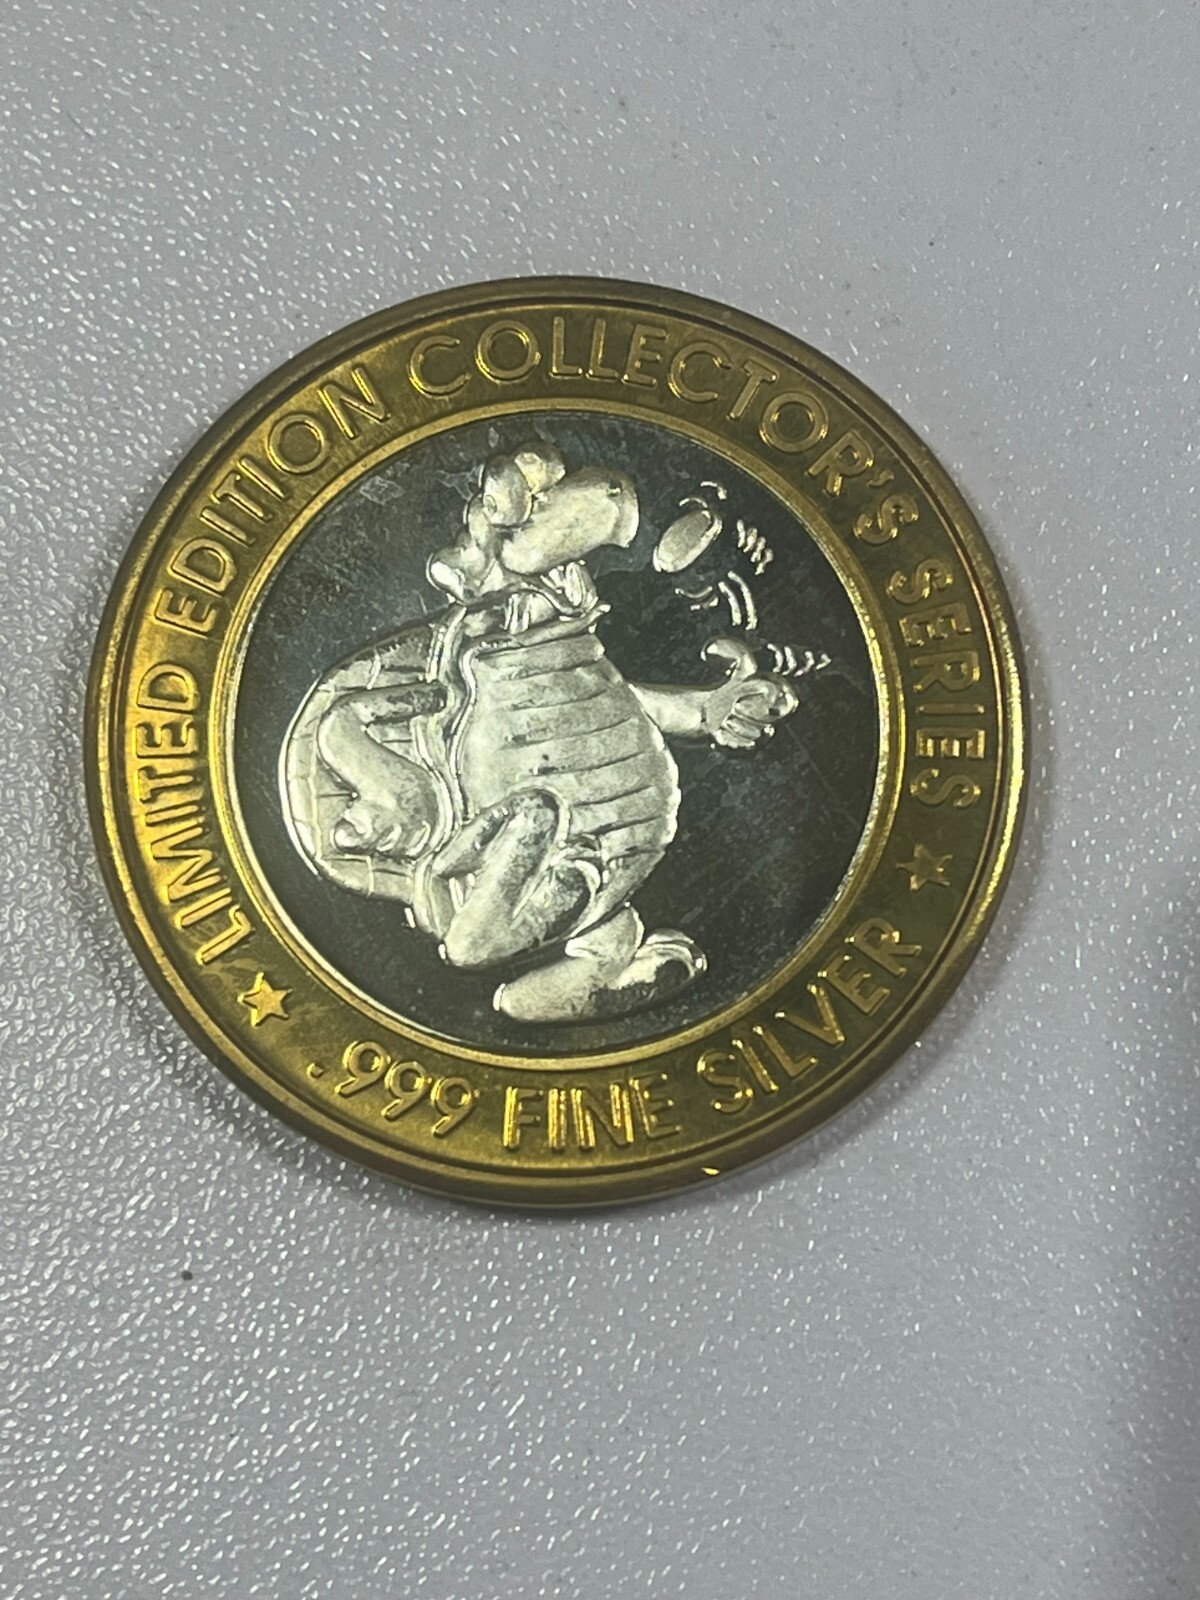 LIMITED EDITION COLLECTOR'S SERIES
.999 FINE SILVER